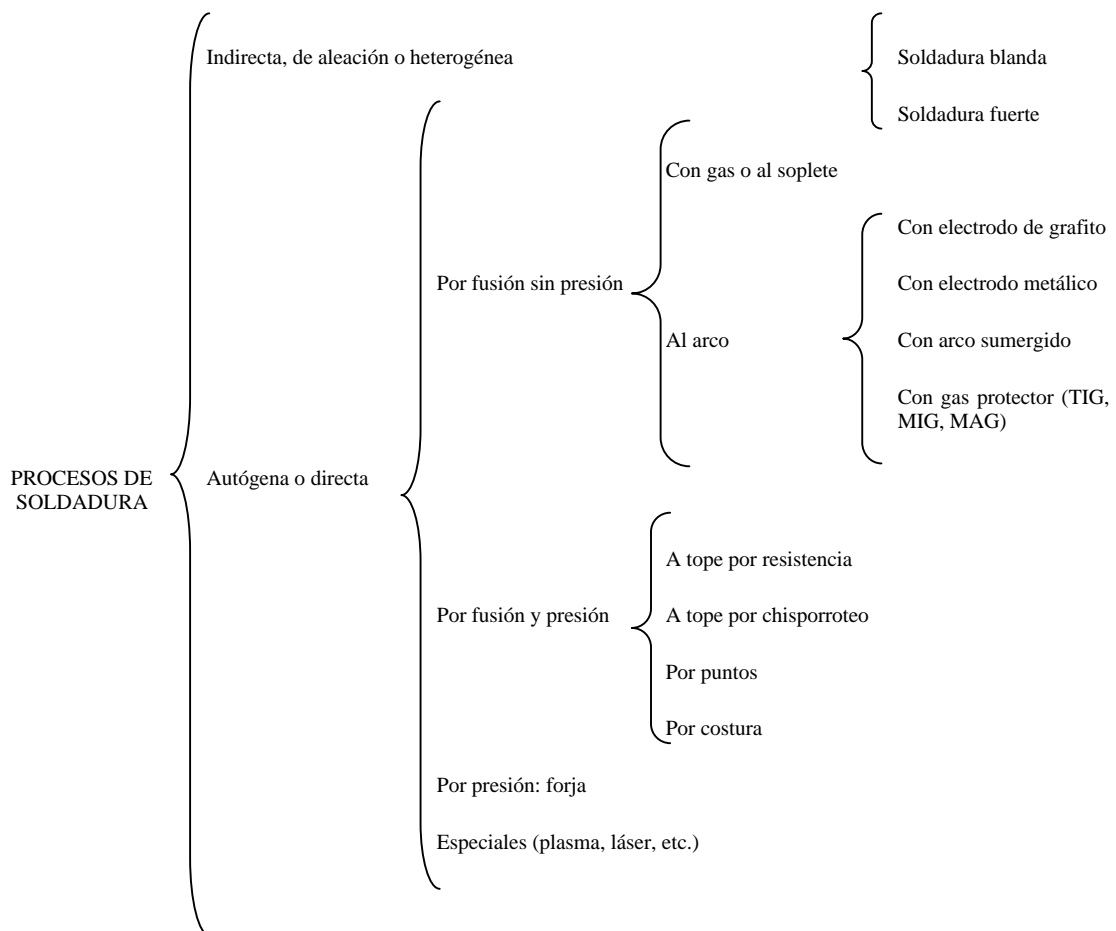 Indirecta, de aleación o heterogénea
Soldadura blanda
Soldadura fuerte
Con gas o al soplete
Con electrodo de grafito
Por fusión sin presión
Con electrodo metálico
Al arco
Con arco sumergido
Con gas protector (TIG,
MIG, MAG)
PROCESOS DE
SOLDADURA
Autógena o directa
A tope por resistencia
Por fusión y presión
A tope por chisporroteo
Por puntos
Por costura
Por presión: forja
Especiales (plasma, láser, etc.)